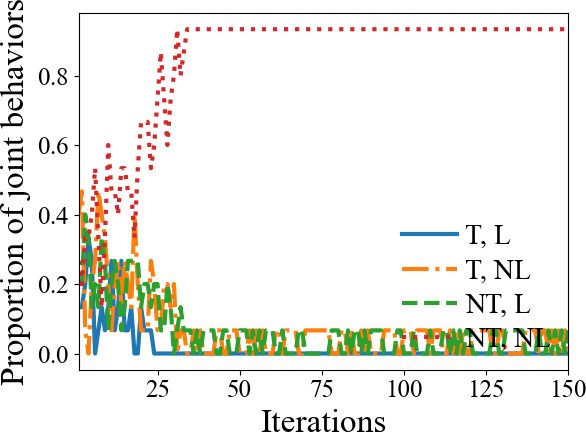 Proportion of joint behaviors
0.8
0.6
0.4
0.2
0.0
T, L
T, NL
NT, L
NT, NL
25
50
75
100
125
150
Iterations